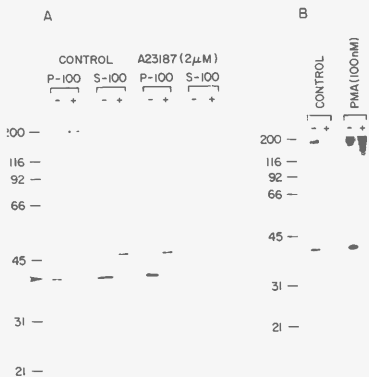 A
CONTROL A23187 (2μM)
P-100 S-100 P-100 S-100
- + - + - + - +
200
116
92
66
45
31
21
B
CONTROL
PMA (100nM)
- + - +
200
116
92
66
45
31
21